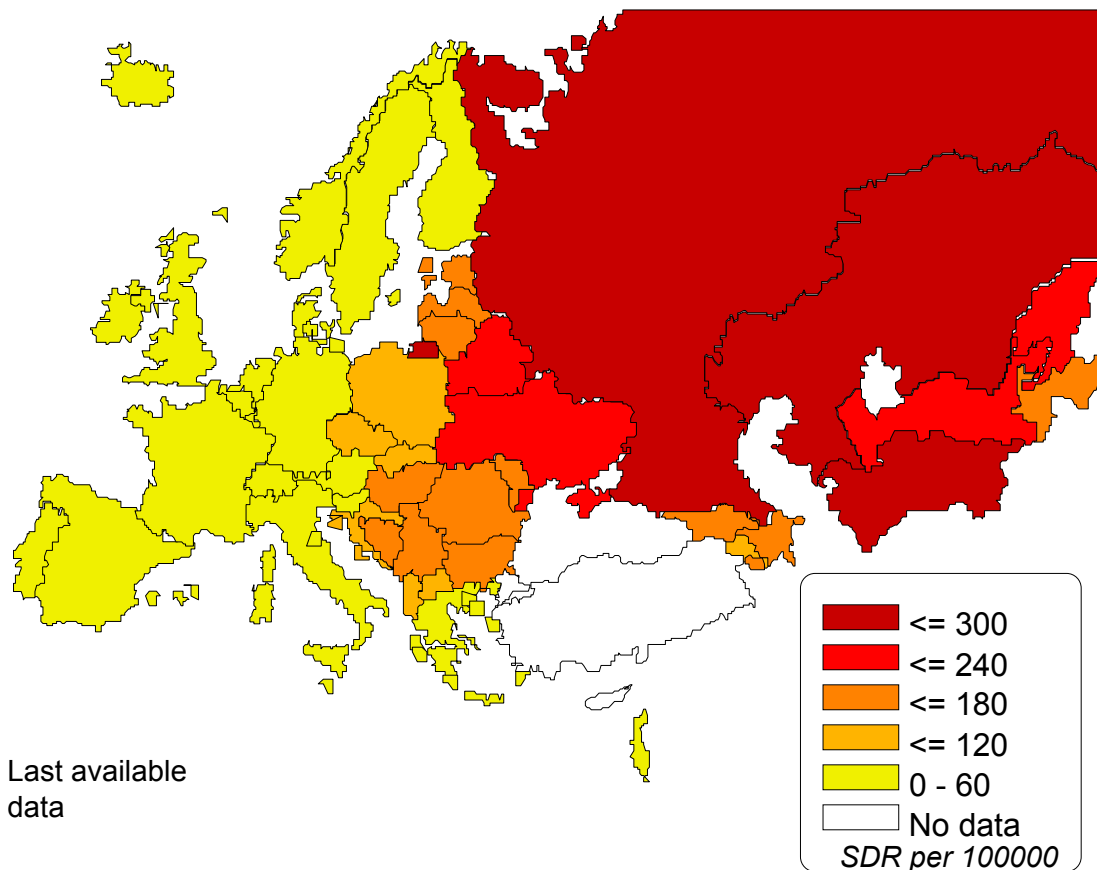 <= 300
<= 240
<= 180
<= 120
0 - 60
No data
SDR per 100000
Last available
data